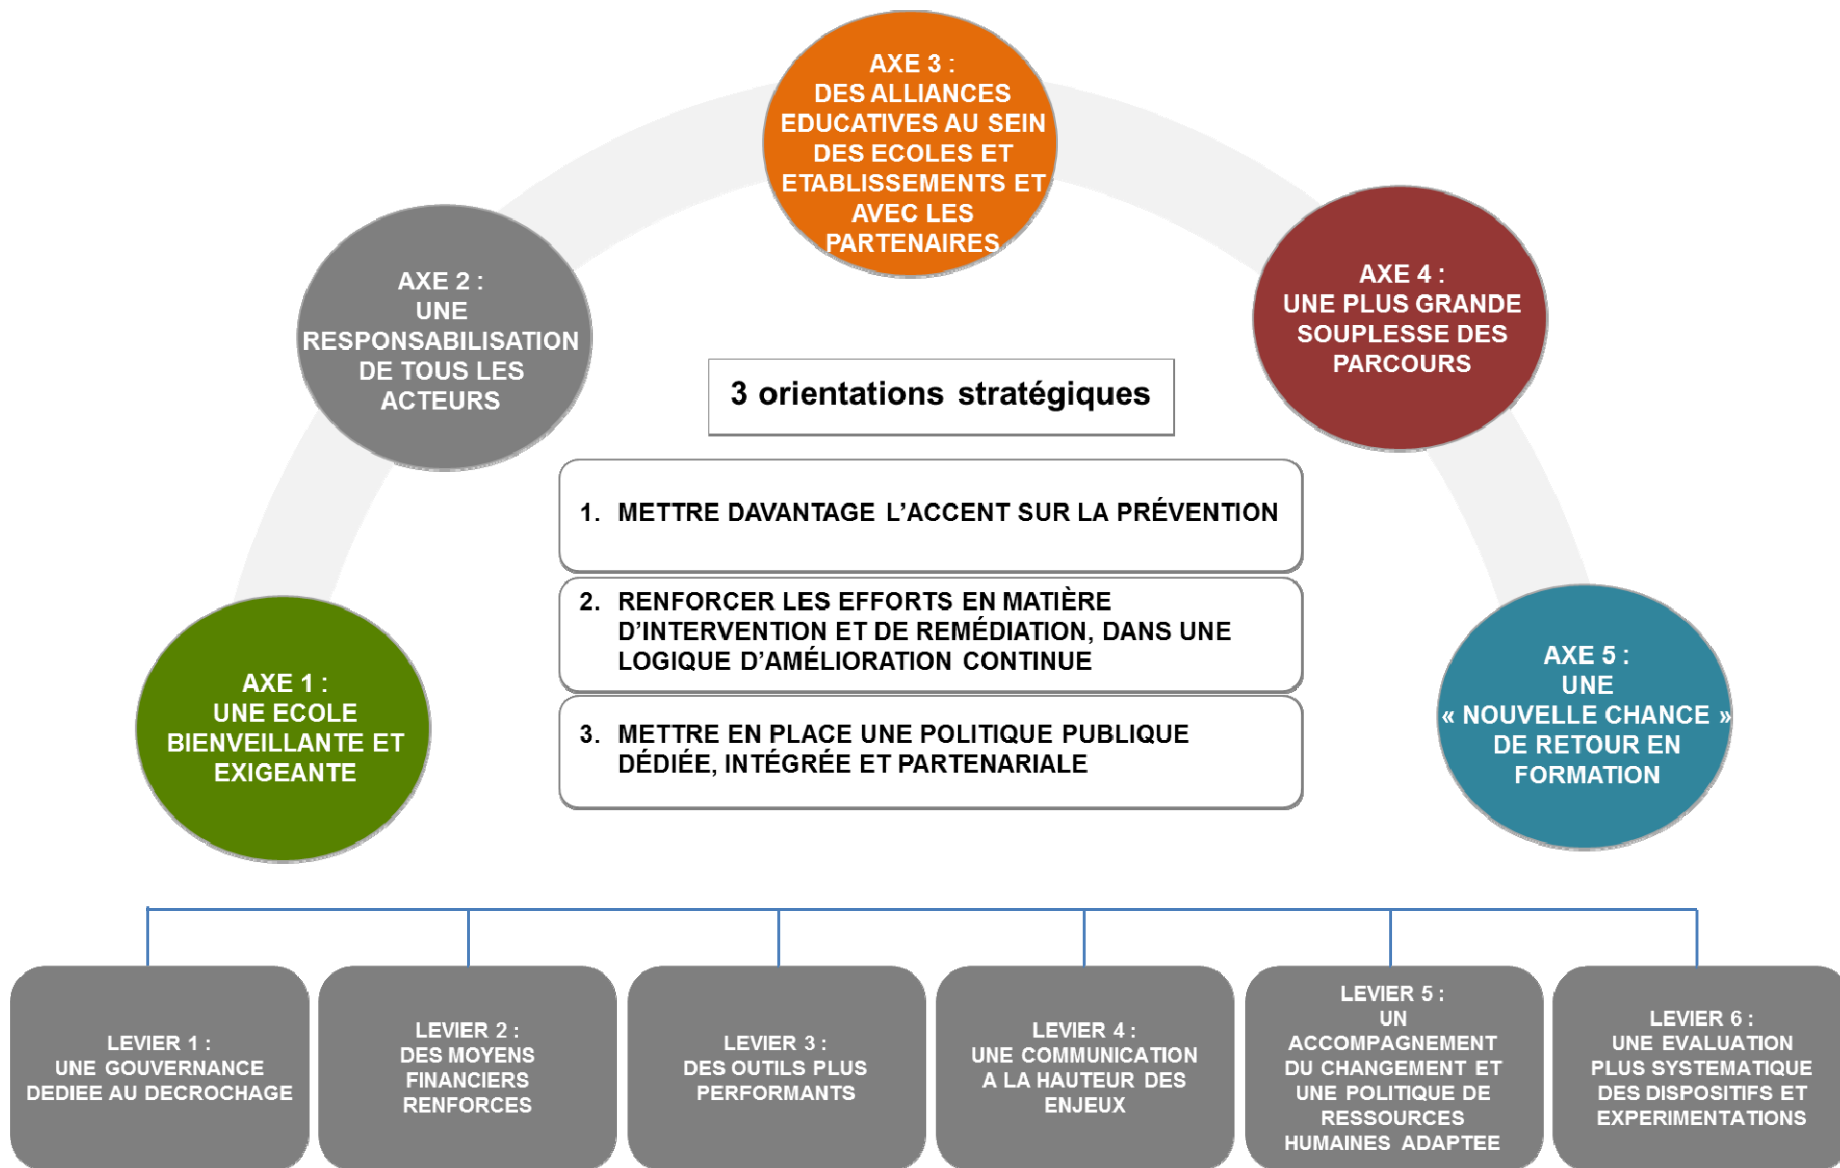 AXE 3 :
DES ALLIANCES
EDUCATIVES AU SEIN
DES ECOLES ET
ETABLISSEMENTS ET
AVEC LES
PARTENAIRES
AXE 2 :
UNE
RESPONSABILISATION
DE TOUS LES
ACTEURS
AXE 4 :
UNE PLUS GRANDE
SOUPLESSE DES
PARCOURS
3 orientations stratégiques
1. METTRE DAVANTAGE L’ACCENT SUR LA PRÉVENTION
2. RENFORCER LES EFFORTS EN MATIÈRE
D’INTERVENTION ET DE REMÉDIATION, DANS UNE
LOGIQUE D’AMÉLIORATION CONTINUE
3. METTRE EN PLACE UNE POLITIQUE PUBLIQUE
DÉDIÉE, INTÉGRÉE ET PARTENARIALE
AXE 1 :
UNE ECOLE
BIENVEILLANTE ET
EXIGEANTE
AXE 5 :
UNE
« NOUVELLE CHANCE »
DE RETOUR EN
FORMATION
LEVIER 1 :
UNE GOUVERNANCE
DEDIEE AU DECROCHAGE
LEVIER 2 :
DES MOYENS
FINANCIERS
RENFORCES
LEVIER 3 :
DES OUTILS PLUS
PERFORMANTS
LEVIER 4 :
UNE COMMUNICATION
A LA HAUTEUR DES
ENJEUX
LEVIER 5 :
UN
ACCOMPAGNEMENT
DU CHANGEMENT ET
UNE POLITIQUE DE
RESSOURCES
HUMAINES ADAPTEE
LEVIER 6 :
UNE EVALUATION
PLUS SYSTEMATIQUE
DES DISPOSITIFS ET
EXPERIMENTATIONS